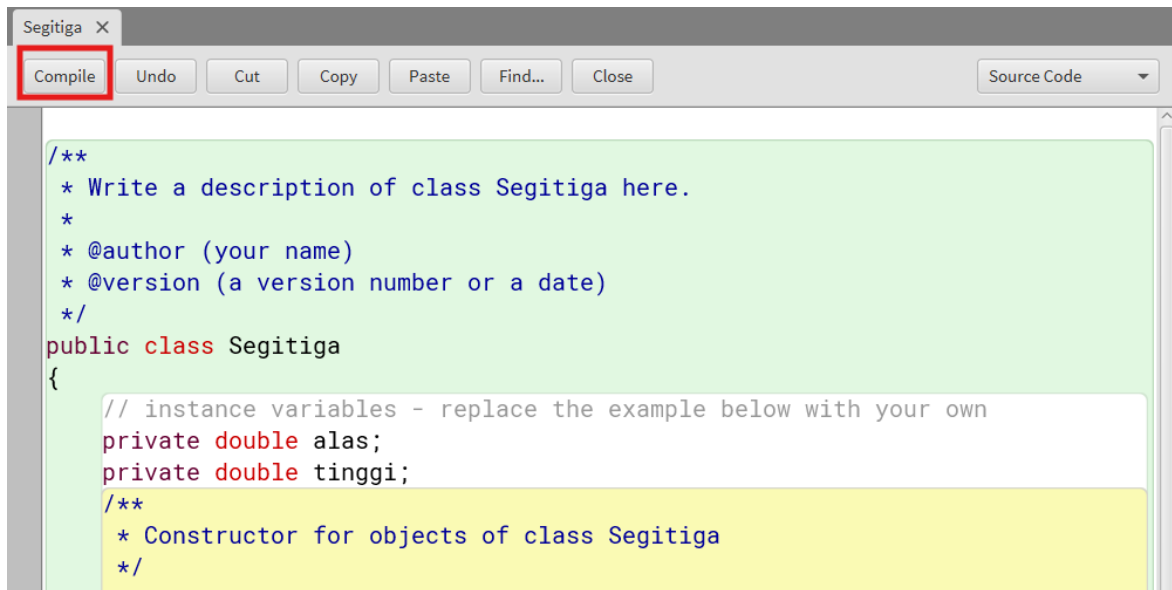 Segitiga
Compile Undo Cut Copy Paste Find... Close Source Code
/**
* Write a description of class Segitiga here.
*
* @author (your name)
* @version (a version number or a date)
*/
public class Segitiga
{
// instance variables - replace the example below with your own
private double alas;
private double tinggi;
/**
* Constructor for objects of class Segitiga
*/